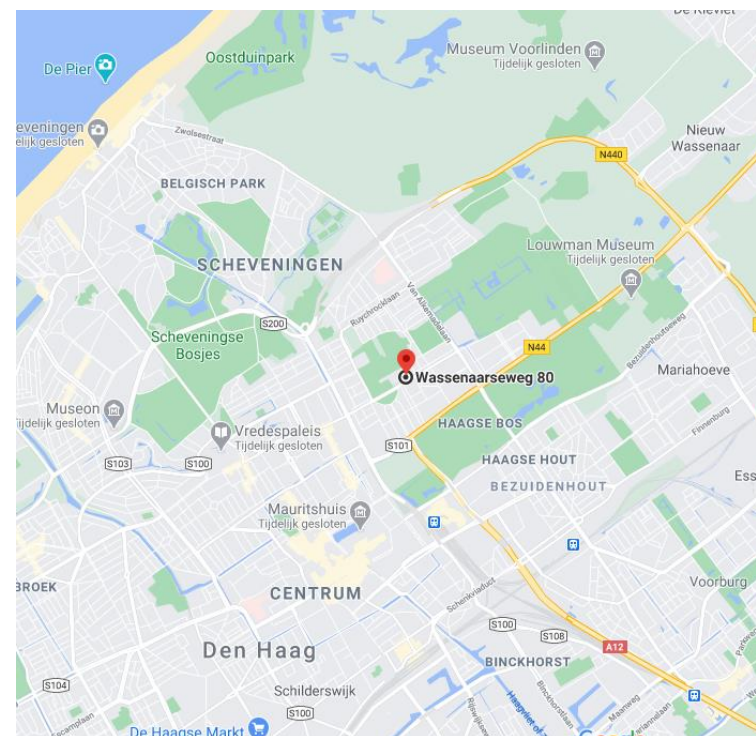 De Kieviet
Museum Voorlinden
Tijdelijk gesloten
Oostduinpark
De Pier
eveningen
elijk gesloten
Zwolsestraat
Nieuw
Wassenaar
N440
BELGISCH PARK
Louwman Museum
Tijdelijk gesloten
SCHEVENINGEN
Van Alkemadelaan
Ruychrocklaan
S200
Bezuidenhoutseweg
Scheveningse
Bosjes
N44
Mariahoeve
Wassenaarseweg 80
Museon
Tijdelijk gesloten
Vredespaleis
Tijdelijk gesloten
HAAGSE BOS
Finnenburg
S101
S103
S100
HAAGSE HOUT
BEZUIDENHOUT
Ess
Mauritshuis
Tijdelijk gesloten
BROEK
CENTRUM
Voorburg
Schenkviaduct
S100
S108
A12
Den Haag
BINCKHORST
S104
Schilderswijk
S100
De Haagse Markt
Binckhorstlaan
Maanweg